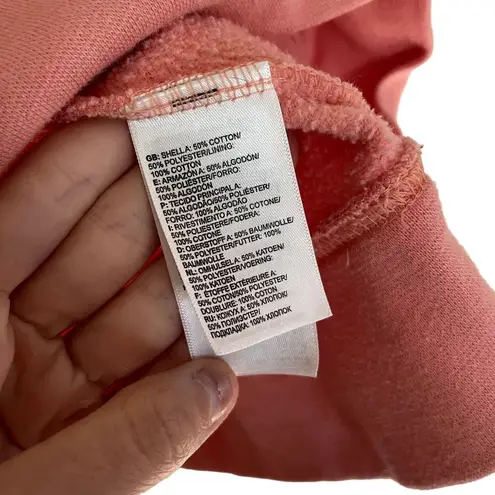 GB: SHELLA: 50% COTTON/
50% POLYESTER/LINING:
100% COTTON
E: ARMAZÓN A: 50% ALGODÓN/
50% POLIÉSTER/FORRO:
100% ALGODÓN
P: TECIDO PRINCIPAL:
50% ALGODÃO/50% POLIÉSTER/
FORRO: 100% ALGODÃO
I: RIVESTIMENTO A: 50% COTONE/
50% POLIESTERE/FODERA:
100% COTONE
D: OBERSTOFF A: 50% BAUMWOLLE/
50% POLYESTER/FUTTER: 100%
BAUMWOLLE
NL: OMHULSELA: 50% KATOEN/
50% POLYESTER/VOERING:
100% KATOEN
F: ÉTOFFE EXTÉRIEURE A:
50% COTON/50% POLYESTER/
DOUBLURE: 100% COTON
RU: КОЖУХ A: 50% ХЛОПОК/
50% ПОЛИЭСТЕР/
ПОДКЛАДКА: 100% ХЛОПОК